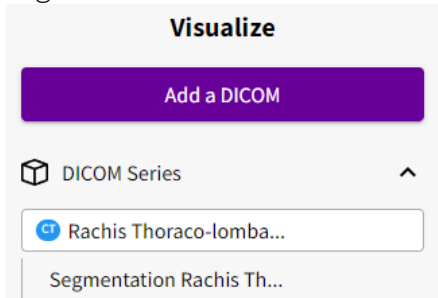 Visualize
Add a DICOM
DICOM Series
CT Rachis Thoraco-lomba...
Segmentation Rachis Th...